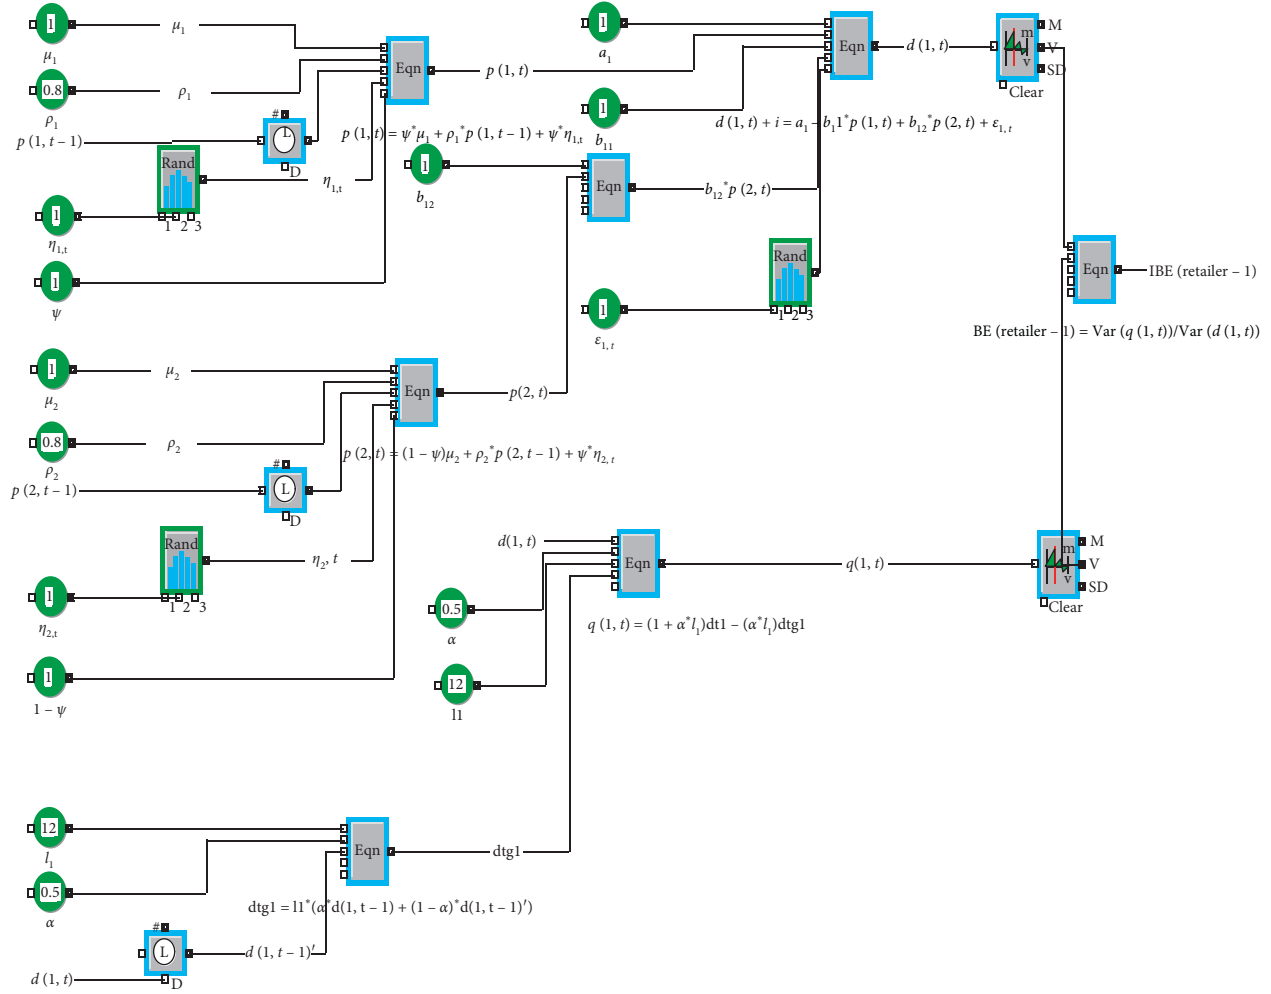 1
μ1
μ1
0.8
ρ1
ρ1
p (1, t – 1)
#
L
D
Rand
1 2 3
η1,t
1
η1,t
1
ψ
Eqn
p (1, t)
p (1, t) = ψ*μ1 + ρ1*p (1, t – 1) + ψ*η1,t
1
a1
1
b11
1
b12
Eqn
b12*p (2, t)
Eqn
d (1, t)
d (1, t) + i = a1 – b11*p (1, t) + b12*p (2, t) + ε1, t
m
v
M
V
SD
Clear
Rand
1 2 3
1
ε1, t
Eqn
IBE (retailer – 1)
BE (retailer – 1) = Var (q (1, t))/Var (d (1, t))
1
μ2
μ2
0.8
ρ2
ρ2
p (2, t – 1)
#
L
D
Rand
1 2 3
η2, t
1
η2,t
1
1 – ψ
Eqn
p(2, t)
p (2, t) = (1 – ψ)μ2 + ρ2*p (2, t – 1) + ψ*η2, t
d(1, t)
0.5
α
12
l1
Eqn
q(1, t)
q (1, t) = (1 + α*l1)dt1 – (α*l1)dtg1
m
v
M
V
SD
Clear
12
l1
0.5
α
Eqn
dtg1
dtg1 = l1*(α*d(1, t – 1) + (1 – α)*d(1, t – 1)′)
#
L
D
d (1, t – 1)′
d (1, t)